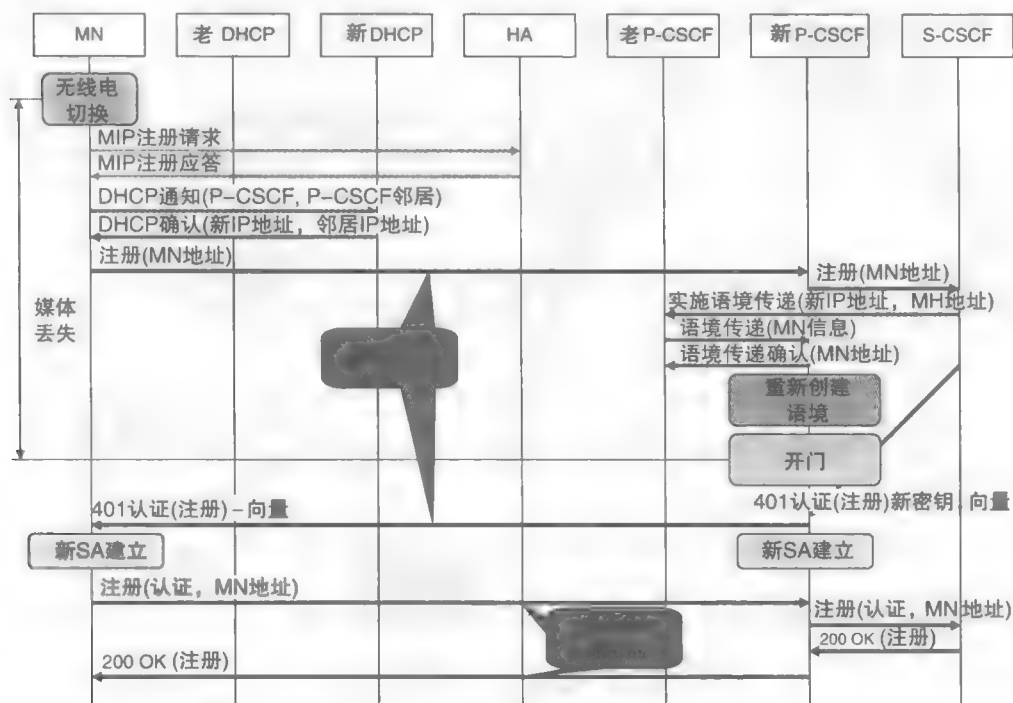 MN
老 DHCP
新DHCP
HA
老P-CSCF
新P-CSCF
S-CSCF
无线电
切换
MIP注册请求
MIP注册应答
DHCP通知(P-CSCF, P-CSCF邻居)
DHCP确认(新IP地址，邻居IP地址)
注册(MN地址)
注册(MN地址)
实施语境传递(新IP地址，MH地址)
语境传递(MN信息)
语境传递确认(MN地址)
媒体
丢失
重新创建
语境
开门
401认证(注册)–向量
401认证(注册)新密钥, 向量
新SA建立
新SA建立
注册(认证，MN地址)
注册(认证，MN地址)
200 OK (注册)
200 OK (注册)